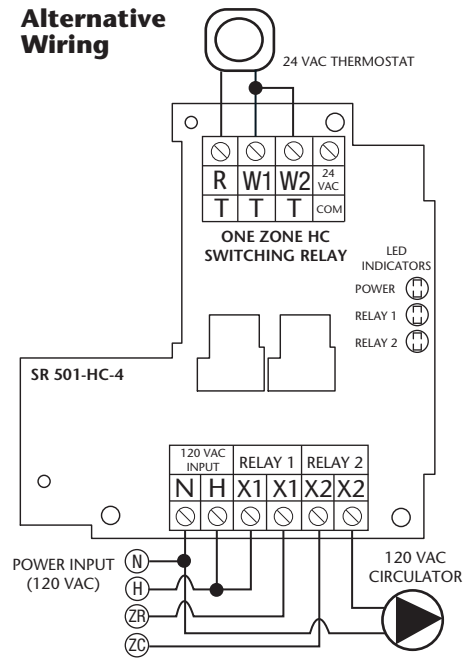 Alternative
Wiring
24 VAC THERMOSTAT
R W1 W2 24
VAC
T T T COM
ONE ZONE HC
SWITCHING RELAY
LED
INDICATORS
POWER
RELAY 1
RELAY 2
SR 501-HC-4
120 VAC
INPUT
RELAY 1 RELAY 2
N H X1 X1 X2 X2
POWER INPUT
(120 VAC)
N
H
ZR
ZC
120 VAC
CIRCULATOR